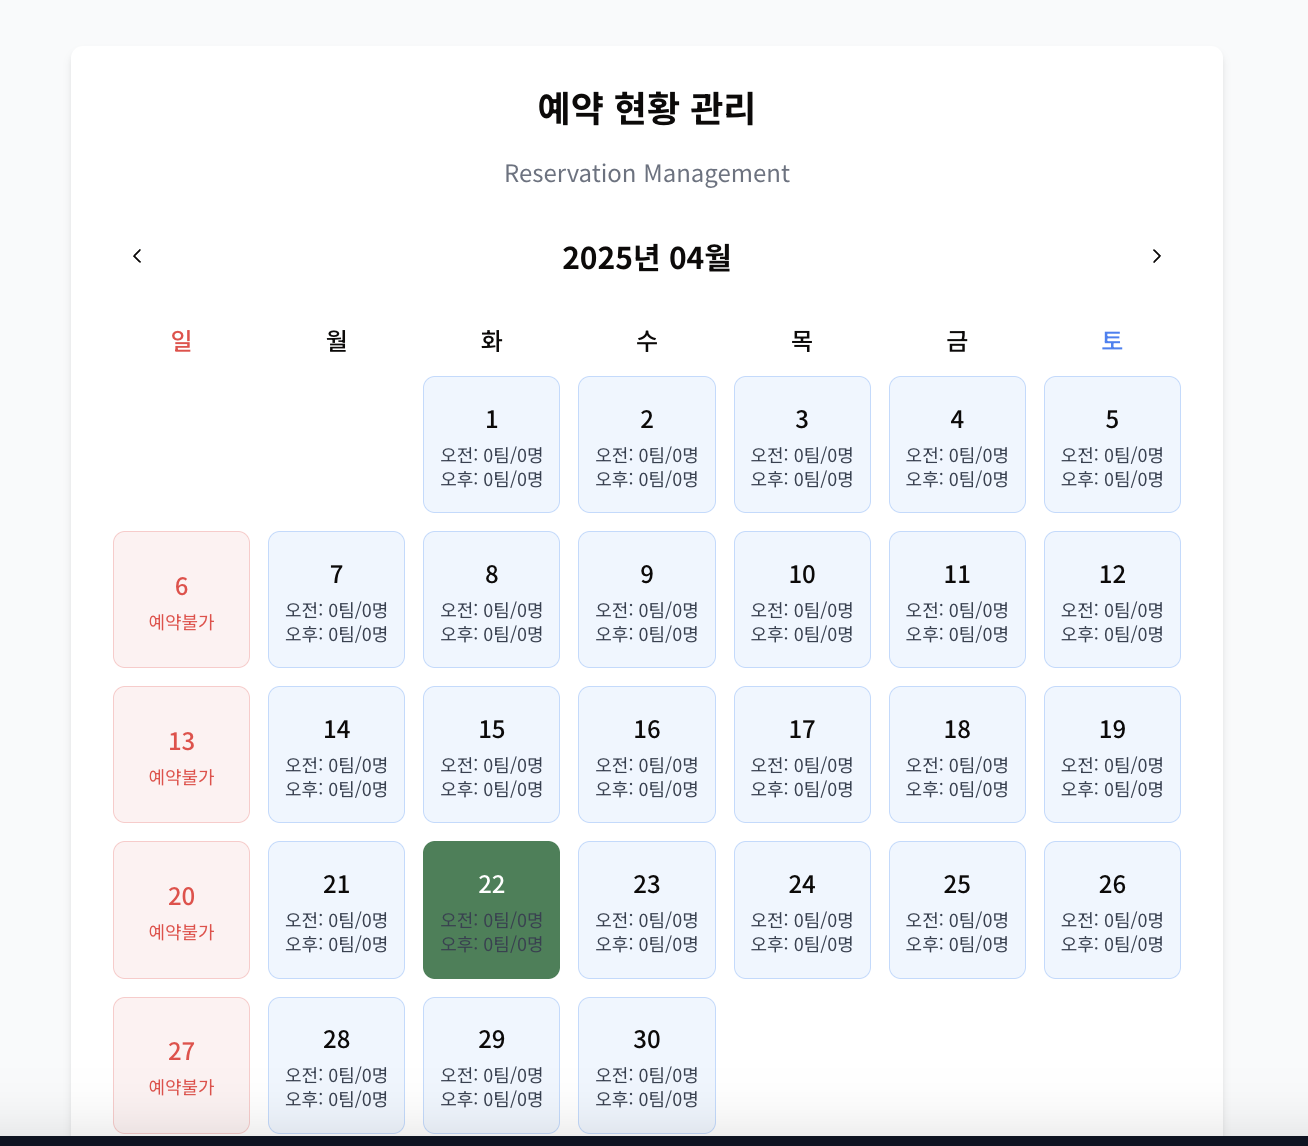 예약 현황 관리
Reservation Management
2025년 04월
일 월 화 수 목 금 토
1 2 3 4 5
오전: 0팀/0명 오전: 0팀/0명 오전: 0팀/0명 오전: 0팀/0명 오전: 0팀/0명
오후: 0팀/0명 오후: 0팀/0명 오후: 0팀/0명 오후: 0팀/0명 오후: 0팀/0명
6 7 8 9 10 11 12
예약불가 오전: 0팀/0명 오전: 0팀/0명 오전: 0팀/0명 오전: 0팀/0명 오전: 0팀/0명 오전: 0팀/0명
오후: 0팀/0명 오후: 0팀/0명 오후: 0팀/0명 오후: 0팀/0명 오후: 0팀/0명 오후: 0팀/0명
13 14 15 16 17 18 19
예약불가 오전: 0팀/0명 오전: 0팀/0명 오전: 0팀/0명 오전: 0팀/0명 오전: 0팀/0명 오전: 0팀/0명
오후: 0팀/0명 오후: 0팀/0명 오후: 0팀/0명 오후: 0팀/0명 오후: 0팀/0명 오후: 0팀/0명
20 21 22 23 24 25 26
예약불가 오전: 0팀/0명 오전: 0팀/0명 오전: 0팀/0명 오전: 0팀/0명 오전: 0팀/0명 오전: 0팀/0명
오후: 0팀/0명 오후: 0팀/0명 오후: 0팀/0명 오후: 0팀/0명 오후: 0팀/0명 오후: 0팀/0명
27 28 29 30
예약불가 오전: 0팀/0명 오전: 0팀/0명 오전: 0팀/0명
오후: 0팀/0명 오후: 0팀/0명 오후: 0팀/0명